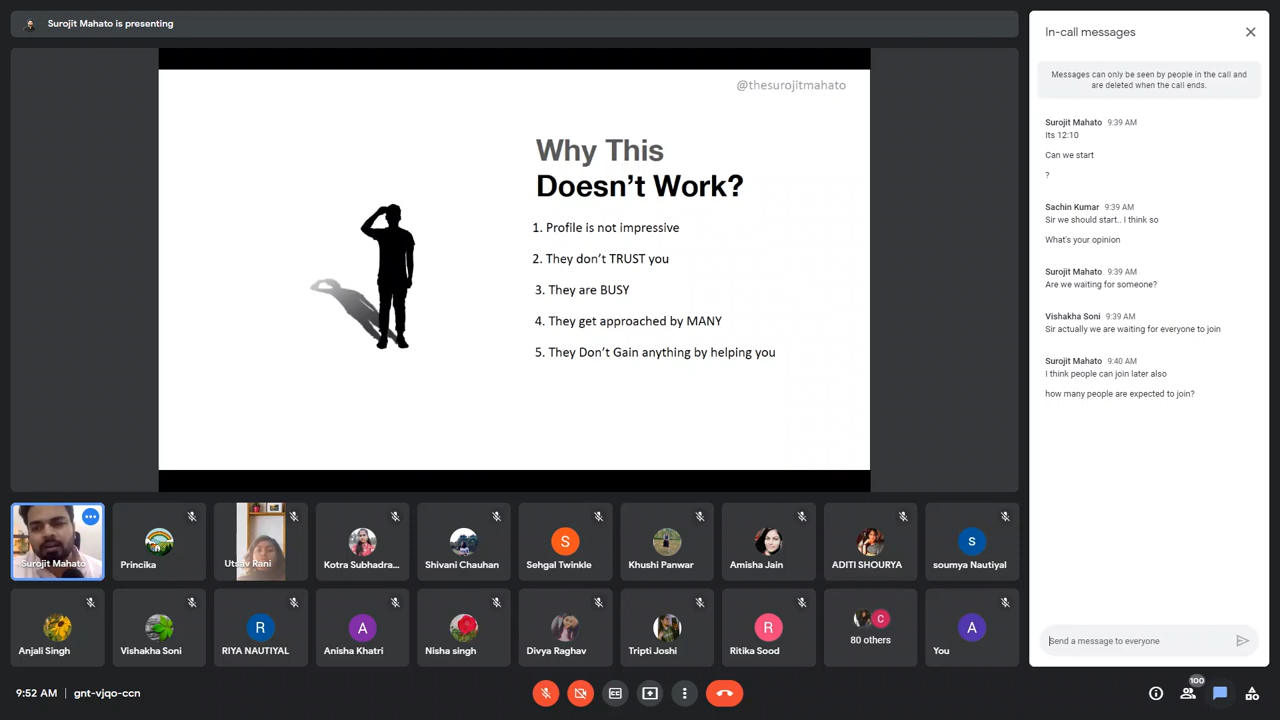 Surojit Mahato is presenting
@thesurojitmahato
Why This
Doesn't Work?
1. Profile is not impressive
2. They don't TRUST you
3. They are BUSY
4. They get approached by MANY
5. They Don't Gain anything by helping you
Surojit Mahato
Princika
Utsav Rani
Kotra Subhadra...
Shivani Chauhan
S
Sehgal Twinkle
Khushi Panwar
Amisha Jain
ADITI SHOURYA
s
soumya Nautiyal
Anjali Singh
Vishakha Soni
R
RIYA NAUTIYAL
A
Anisha Khatri
Nisha singh
Divya Raghav
Tripti Joshi
R
Ritika Sood
C
80 others
A
You
9:52 AM | gnt-vjqo-ccn
100
In-call messages
Messages can only be seen by people in the call and
are deleted when the call ends.
Surojit Mahato 9:39 AM
Its 12:10
Can we start
?
Sachin Kumar 9:39 AM
Sir we should start.. I think so
What's your opinion
Surojit Mahato 9:39 AM
Are we waiting for someone?
Vishakha Soni 9:39 AM
Sir actually we are waiting for everyone to join
Surojit Mahato 9:40 AM
I think people can join later also
how many people are expected to join?
Send a message to everyone